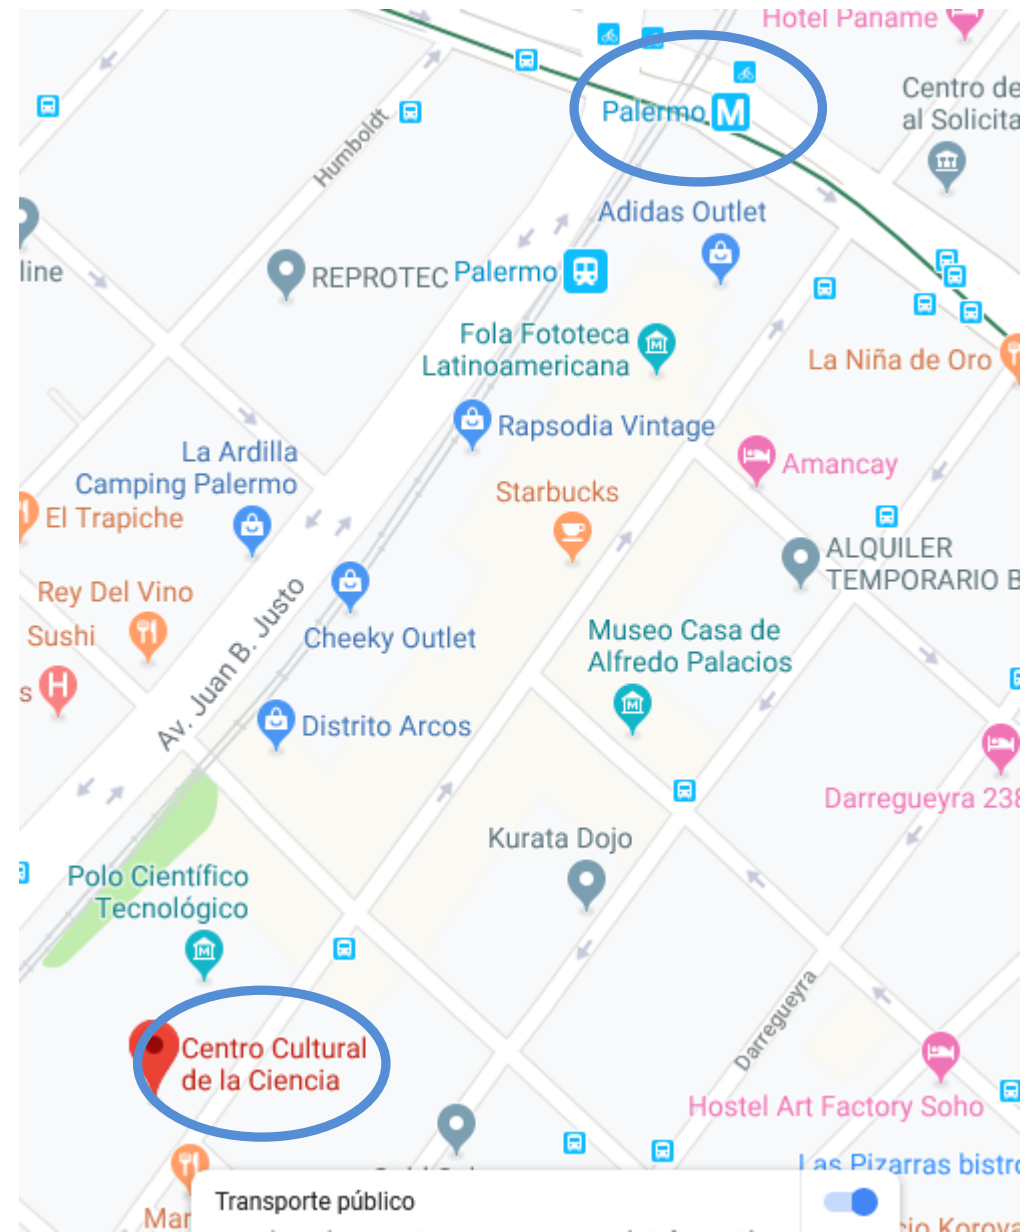 Hotel Paname
Centro de
al Solicita
Palermo M
Humboldt
Adidas Outlet
line
REPROTEC
Palermo
Fola Fototeca
Latinoamericana
La Niña de Oro
Rapsodia Vintage
La Ardilla
Camping Palermo
Amancay
Starbucks
El Trapiche
ALQUILER
TEMPORARIO B
Rey Del Vino
Sushi
Av. Juan B. Justo
Cheeky Outlet
Museo Casa de
Alfredo Palacios
s H
Distrito Arcos
Darregueyra 238
Kurata Dojo
Polo Científico
Tecnológico
Darregueyra
Centro Cultural
de la Ciencia
Hostel Art Factory Soho
Las Pizarras bistro
Transporte público
Mar